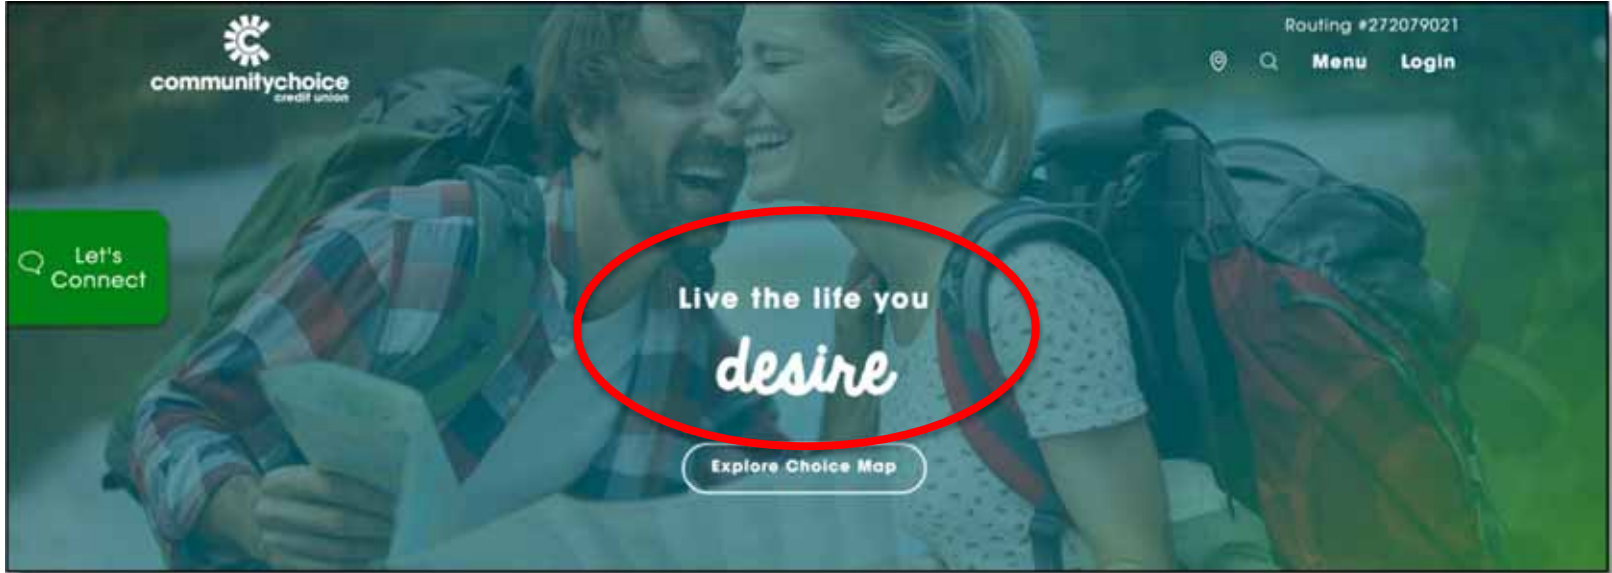 Routing #272079021
communitychoice
credit union
Menu Login
Let's
Connect
Live the life you
desire
Explore Choice Map